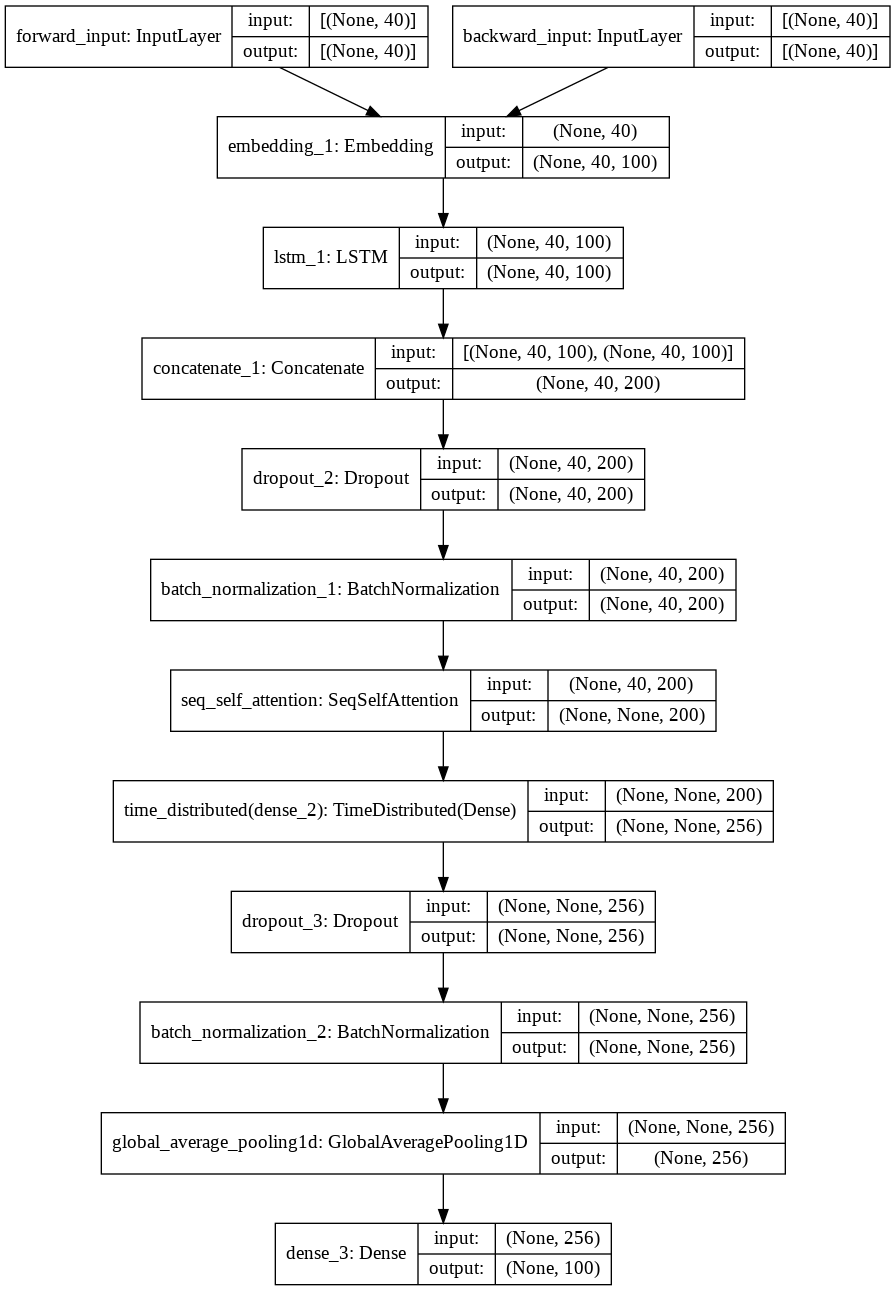 forward_input: InputLayer
input: [(None, 40)]
output: [(None, 40)]
backward_input: InputLayer
input: [(None, 40)]
output: [(None, 40)]
embedding_1: Embedding
input: (None, 40)
output: (None, 40, 100)
lstm_1: LSTM
input: (None, 40, 100)
output: (None, 40, 100)
concatenate_1: Concatenate
input: [(None, 40, 100), (None, 40, 100)]
output: (None, 40, 200)
dropout_2: Dropout
input: (None, 40, 200)
output: (None, 40, 200)
batch_normalization_1: BatchNormalization
input: (None, 40, 200)
output: (None, 40, 200)
seq_self_attention: SeqSelfAttention
input: (None, 40, 200)
output: (None, None, 200)
time_distributed(dense_2): TimeDistributed(Dense)
input: (None, None, 200)
output: (None, None, 256)
dropout_3: Dropout
input: (None, None, 256)
output: (None, None, 256)
batch_normalization_2: BatchNormalization
input: (None, None, 256)
output: (None, None, 256)
global_average_pooling1d: GlobalAveragePooling1D
input: (None, None, 256)
output: (None, 256)
dense_3: Dense
input: (None, 256)
output: (None, 100)